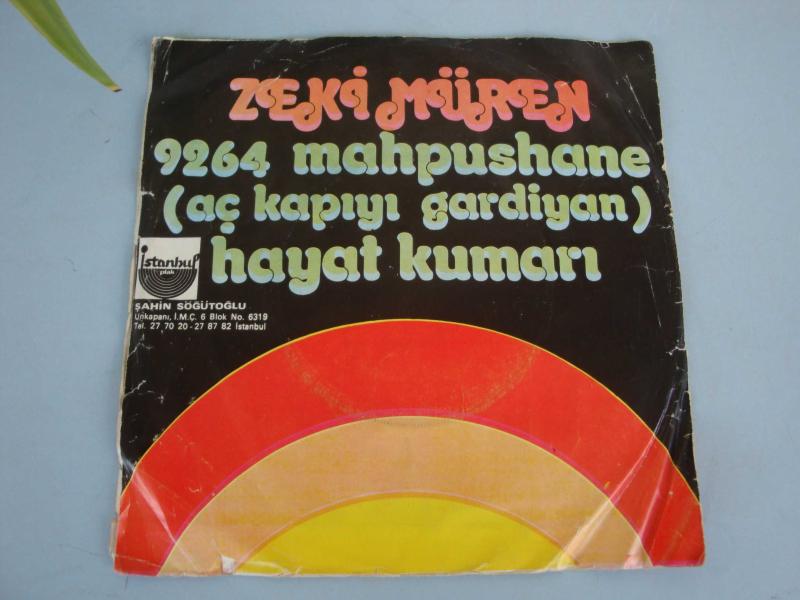 ZEKİ MÜREN
9264 mahpushane
(aç kapıyı gardiyan)
hayat kumarı
istanbul
plak
ŞAHİN SÖĞÜTOĞLU
Unkapanı, İ.M.Ç. 6 Blok No. 6319
Tel. 27 70 20 - 27 87 82 İstanbul